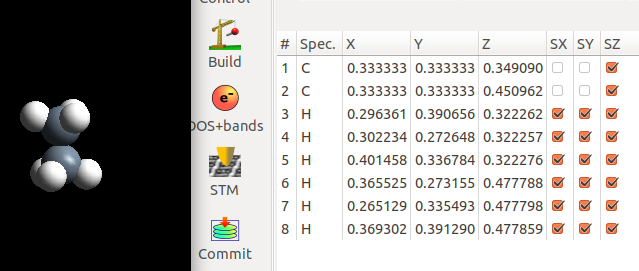 Control
Build
e-
DOS+bands
STM
Commit
# Spec. X Y Z SX SY SZ
1 C 0.333333 0.333333 0.349090
2 C 0.333333 0.333333 0.450962
3 H 0.296361 0.390656 0.322262
4 H 0.302234 0.272648 0.322257
5 H 0.401458 0.336784 0.322276
6 H 0.365525 0.273155 0.477788
7 H 0.265129 0.335493 0.477798
8 H 0.369302 0.391290 0.477859